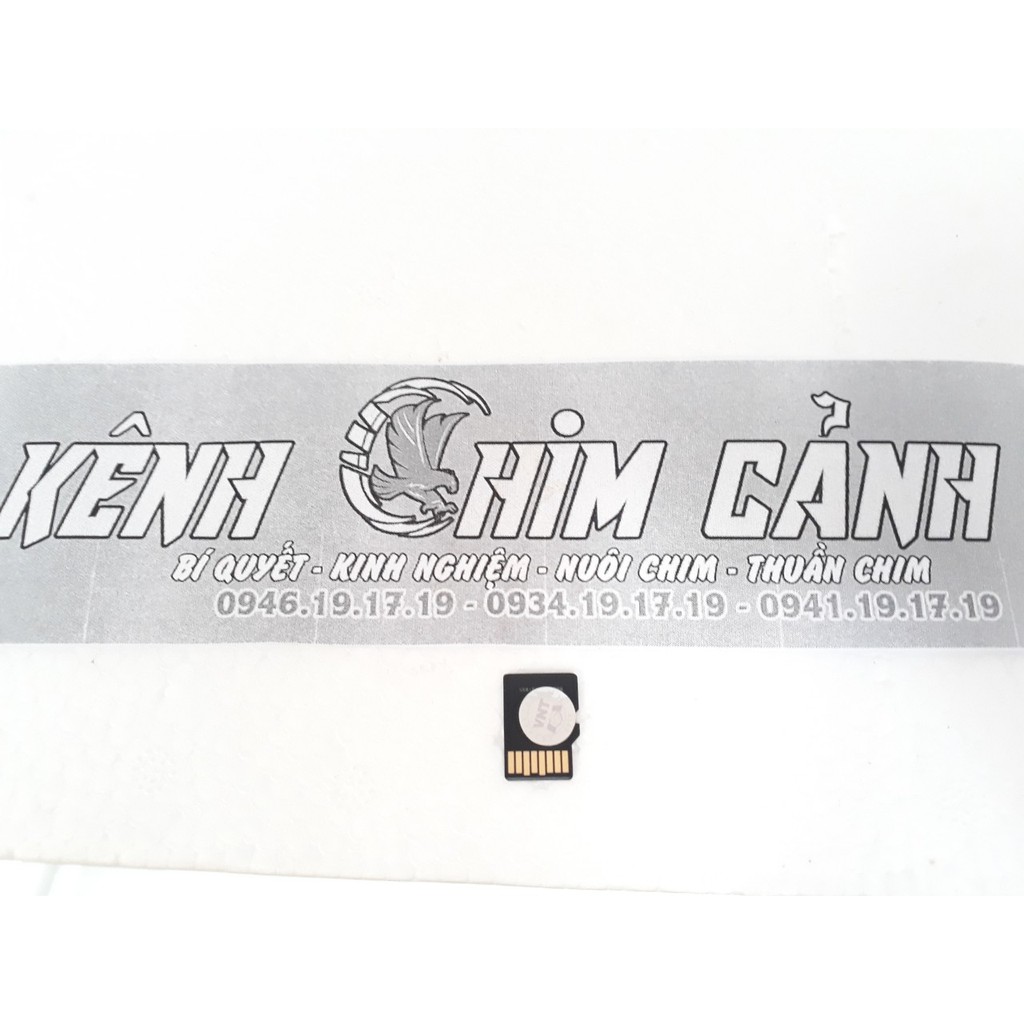 KÊNH CHIM CẢNH
BÍ QUYẾT - KINH NGHIỆM - NUÔI CHIM - THUẦN CHIM
0946.19.17.19 - 0934.19.17.19 - 0941.19.17.19
VNT